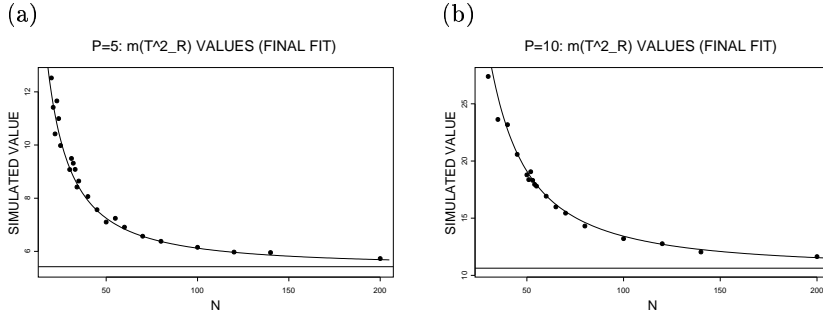 (a)
P=5: m(T^2_R) VALUES (FINAL FIT)
SIMULATED VALUE
12
10
8
6
50
100
150
200
N
(b)
P=10: m(T^2_R) VALUES (FINAL FIT)
SIMULATED VALUE
25
20
15
10
50
100
150
200
N